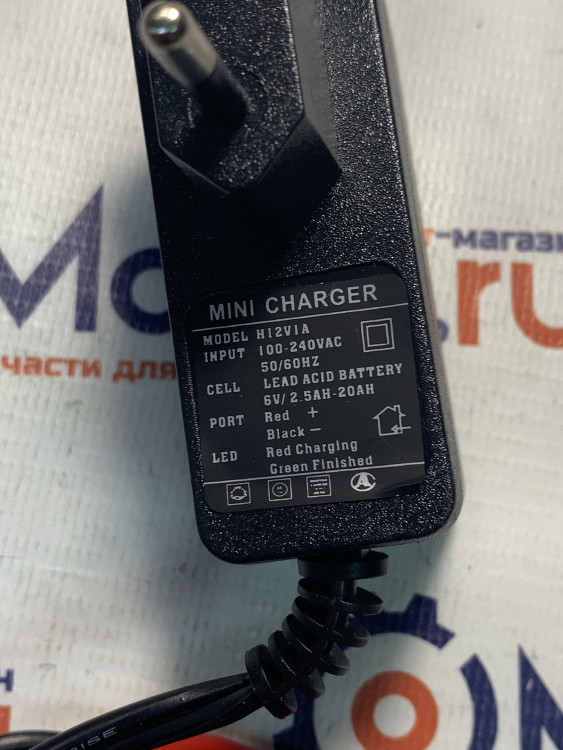 -магази
.ru
части для
MINI CHARGER
MODEL H12V1A
INPUT 100-240VAC
50/60HZ
CELL LEAD ACID BATTERY
6V/ 2.5AH-20AH
PORT Red +
Black -
LED Red Charging
Green Finished